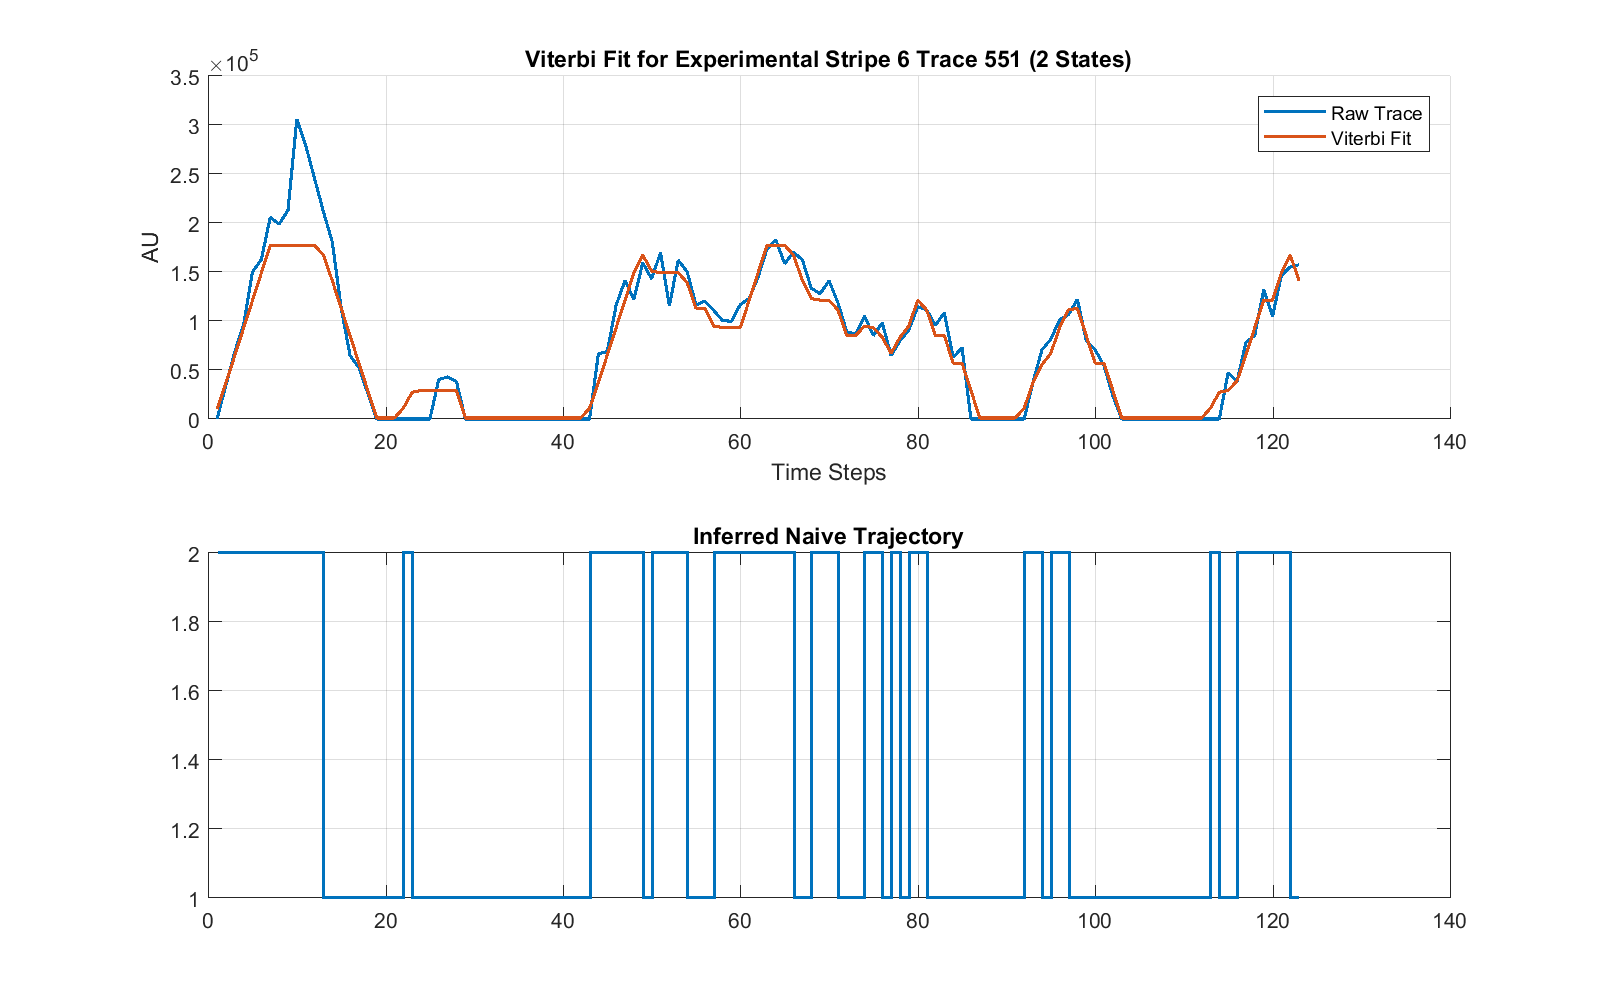 Viterbi Fit for Experimental Stripe 6 Trace 551 (2 States)
×10⁵
3.5
3
2.5
2
1.5
1
0.5
0
AU
Raw Trace
Viterbi Fit
0 20 40 60 80 100 120 140
Time Steps
Inferred Naive Trajectory
2
1.8
1.6
1.4
1.2
1
0 20 40 60 80 100 120 140